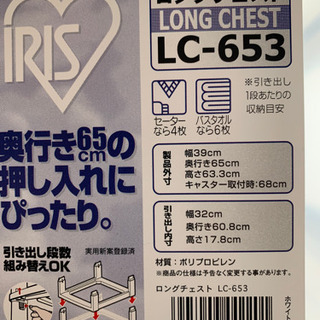 IRIS
LONG CHEST
LC-653
セーターなら4枚
バスタオルなら6枚
※引き出し
1段あたりの
収納目安
奥行き65cmの
押し入れに
ぴったり。
製品外寸
幅39cm
奥行き65cm
高さ63.3cm
キャスター取付時:68cm
引き出し内寸
幅32cm
奥行き60.8cm
高さ17.8cm
引き出し段数
組み替えOK
実用新案登録済
材質:ポリプロピレン
※商品の仕様は予告なく変更する事があります。
ロングチェスト LC-653
ホワイト